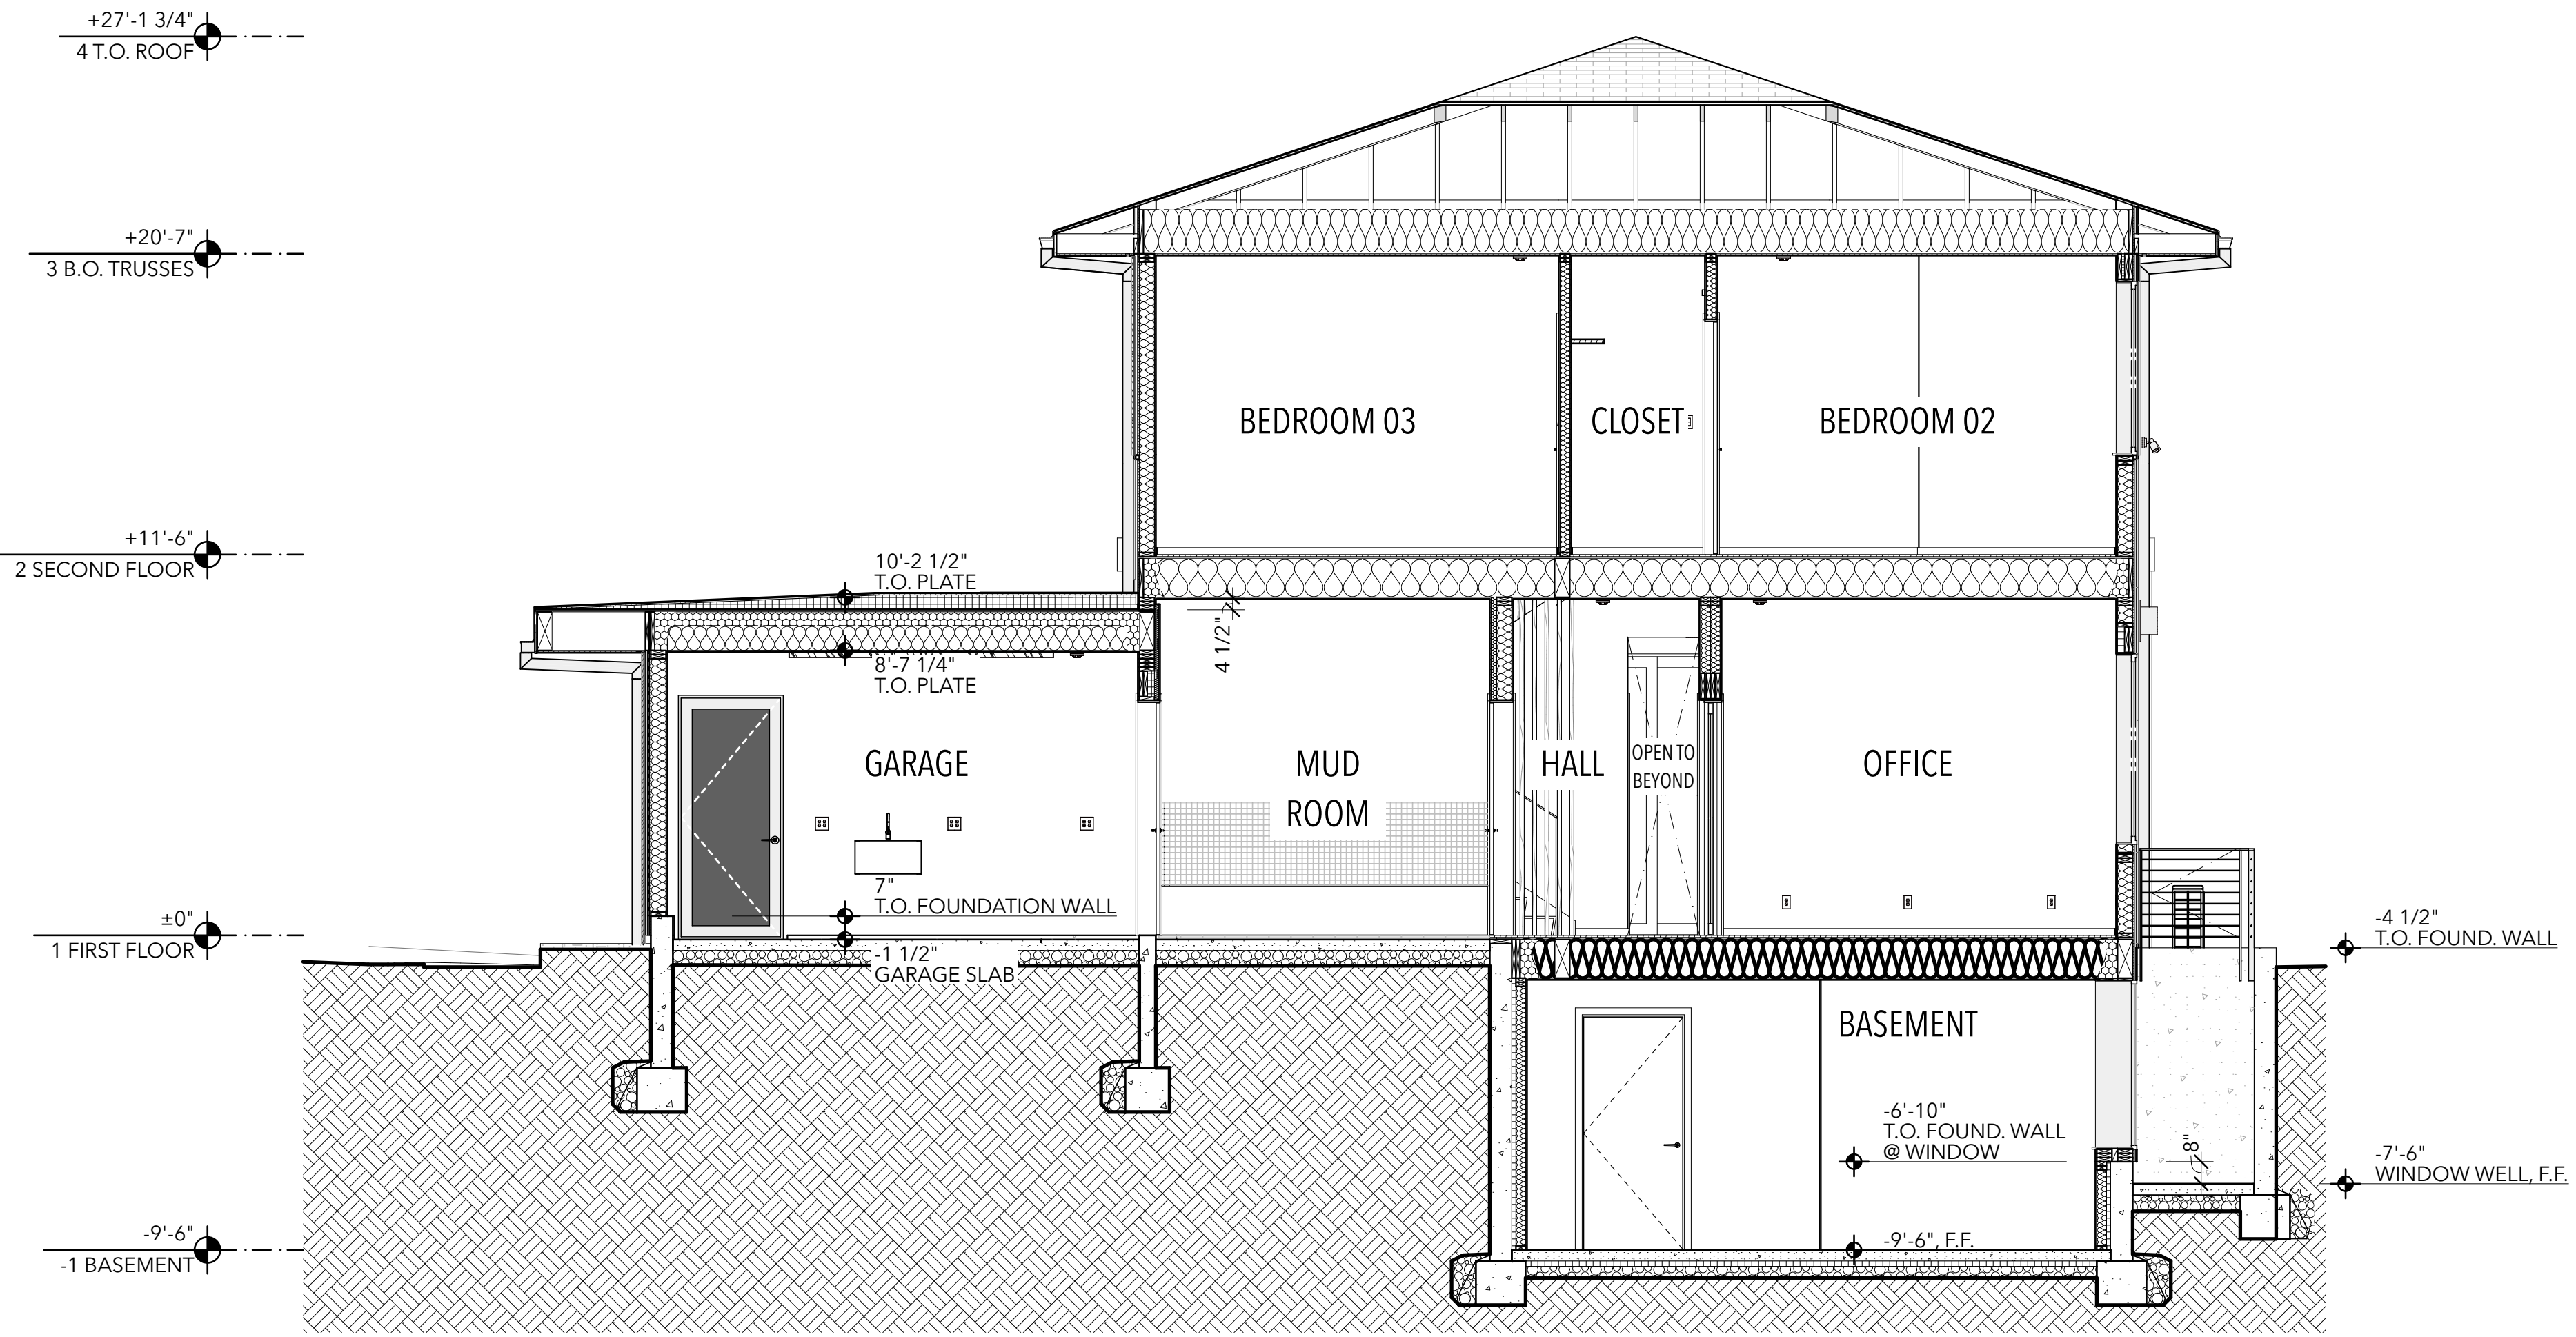 +27'-1 3/4"
4 T.O. ROOF
+20'-7"
3 B.O. TRUSSES
BEDROOM 03
CLOSET
BEDROOM 02
+11'-6"
2 SECOND FLOOR
10'-2 1/2"
T.O. PLATE
4 1/2"
8'-7 1/4"
T.O. PLATE
GARAGE
MUD
ROOM
HALL
OPEN TO
BEYOND
OFFICE
7"
T.O. FOUNDATION WALL
±0"
1 FIRST FLOOR
-1 1/2"
GARAGE SLAB
-4 1/2"
T.O. FOUND. WALL
BASEMENT
-6'-10"
T.O. FOUND. WALL
@ WINDOW
8"
-7'-6"
WINDOW WELL, F.F.
-9'-6"
-1 BASEMENT
-9'-6", F.F.